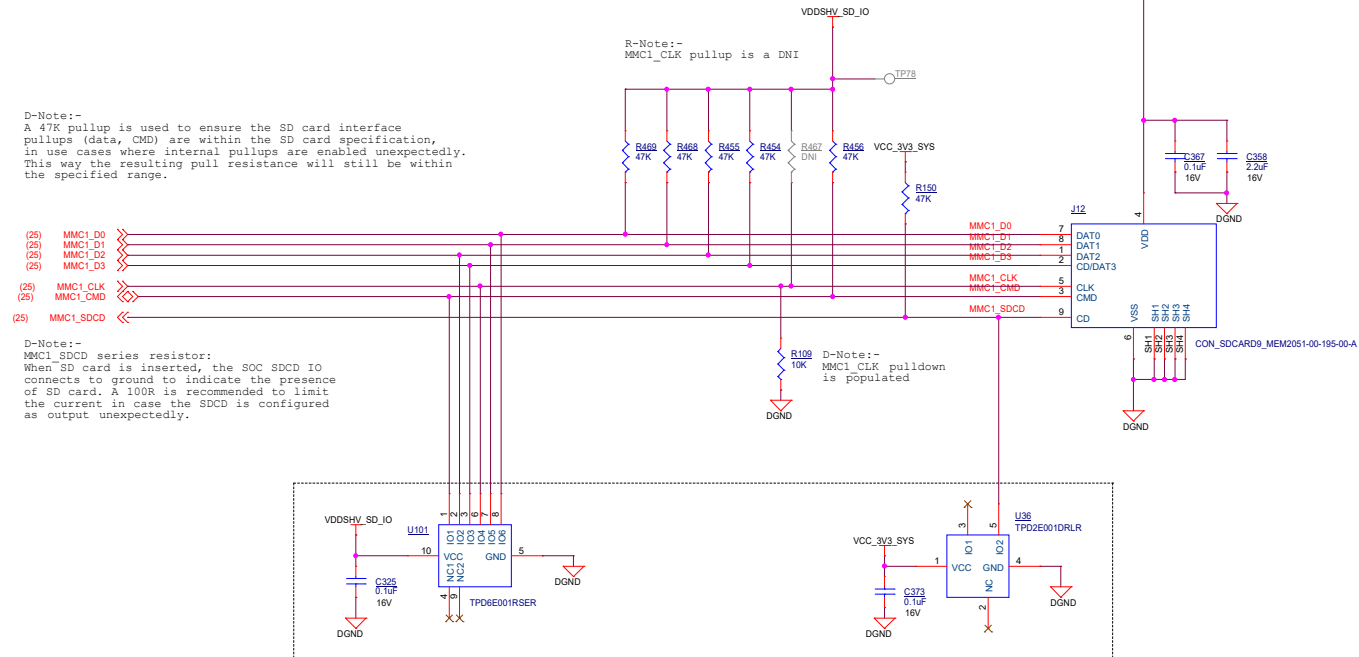 VDDSHV_SD_IO
R-Note:-
MMC1_CLK pullup is a DNI
TP78
D-Note:-
A 47K pullup is used to ensure the SD card interface
pullups (data, CMD) are within the SD card specification,
in use cases where internal pullups are enabled unexpectedly.
This way the resulting pull resistance will still be within
the specified range.
R469
47K
R468
47K
R455
47K
R454
47K
R467
DNI
R456
47K
VCC_3V3_SYS
R150
47K
C367
0.1uF
16V
C358
2.2uF
16V
DGND
J12
(25) MMC1_D0
(25) MMC1_D1
(25) MMC1_D2
(25) MMC1_D3
(25) MMC1_CLK
(25) MMC1_CMD
(25) MMC1_SDCD
MMC1_D0
MMC1_D1
MMC1_D2
MMC1_D3
MMC1_CLK
MMC1_CMD
MMC1_SDCD
7 DAT0
8 DAT1
1 DAT2
2 CD/DAT3
5 CLK
3 CMD
9 CD
4 VDD
6 VSS
SH1 SH1
SH2 SH2
SH3 SH3
SH4 SH4
CON_SDCARD9_MEM2051-00-195-00-A
DGND
D-Note:-
MMC1_SDCD series resistor:
When SD card is inserted, the SOC SDCD IO
connects to ground to indicate the presence
of SD card. A 100R is recommended to limit
the current in case the SDCD is configured
as output unexpectedly.
R109
10K
DGND
D-Note:-
MMC1_CLK pulldown
is populated
VDDSHV_SD_IO
C325
0.1uF
16V
DGND
U101
1 IO1
2 IO2
3 IO3
6 IO4
7 IO5
8 IO6
10 VCC
GND 5
4 NC1
9 NC2
TPD6E001RSER
DGND
VCC_3V3_SYS
C373
0.1uF
16V
DGND
U36
TPD2E001DRLR
3 IO1
5 IO2
1 VCC
GND 4
NC 2
DGND